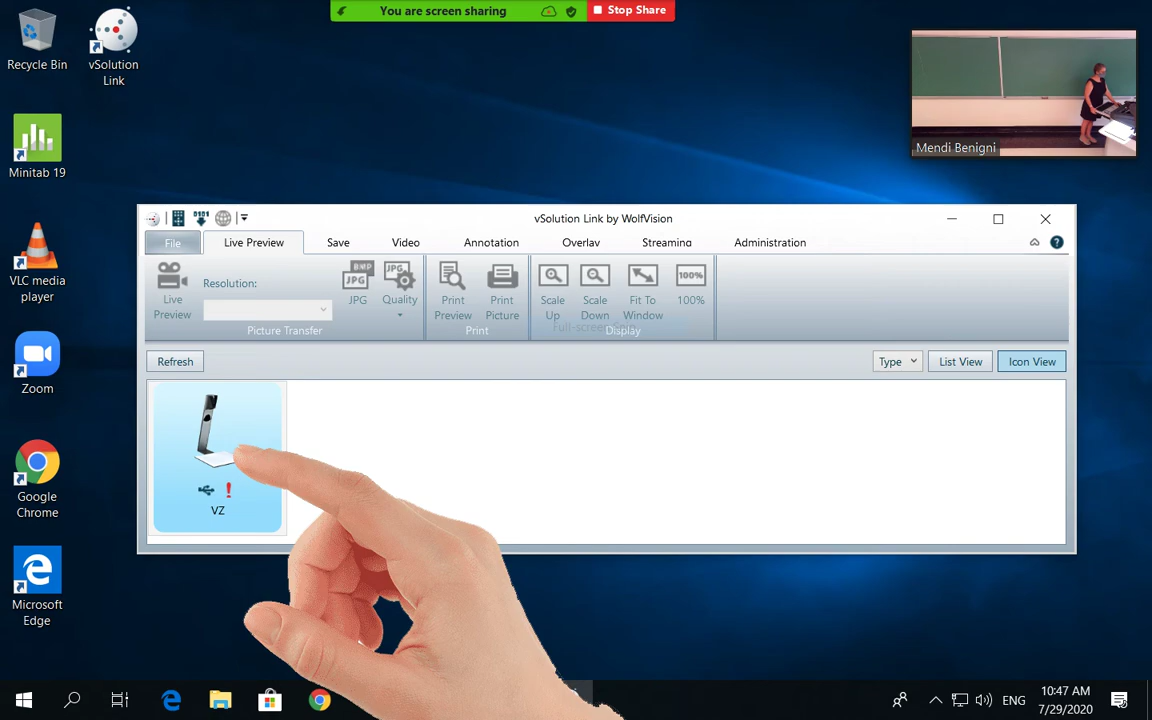 You are screen sharing
Stop Share
Recycle Bin
vSolution
Link
Mendi Benigni
Minitab 19
VLC media
player
Zoom
Google
Chrome
Microsoft
Edge
vSolution Link by WolfVision
File
Live Preview
Save
Video
Annotation
Overlay
Streaming
Administration
Live
Preview
Resolution:
BMP
JPG
JPG
JPG
Quality
Picture Transfer
Print
Preview
Print
Picture
Print
Scale
Up
Scale
Down
Fit To
Window
100%
100%
Display
Refresh
Type
List View
Icon View
VZ
ENG
10:47 AM
7/29/2020